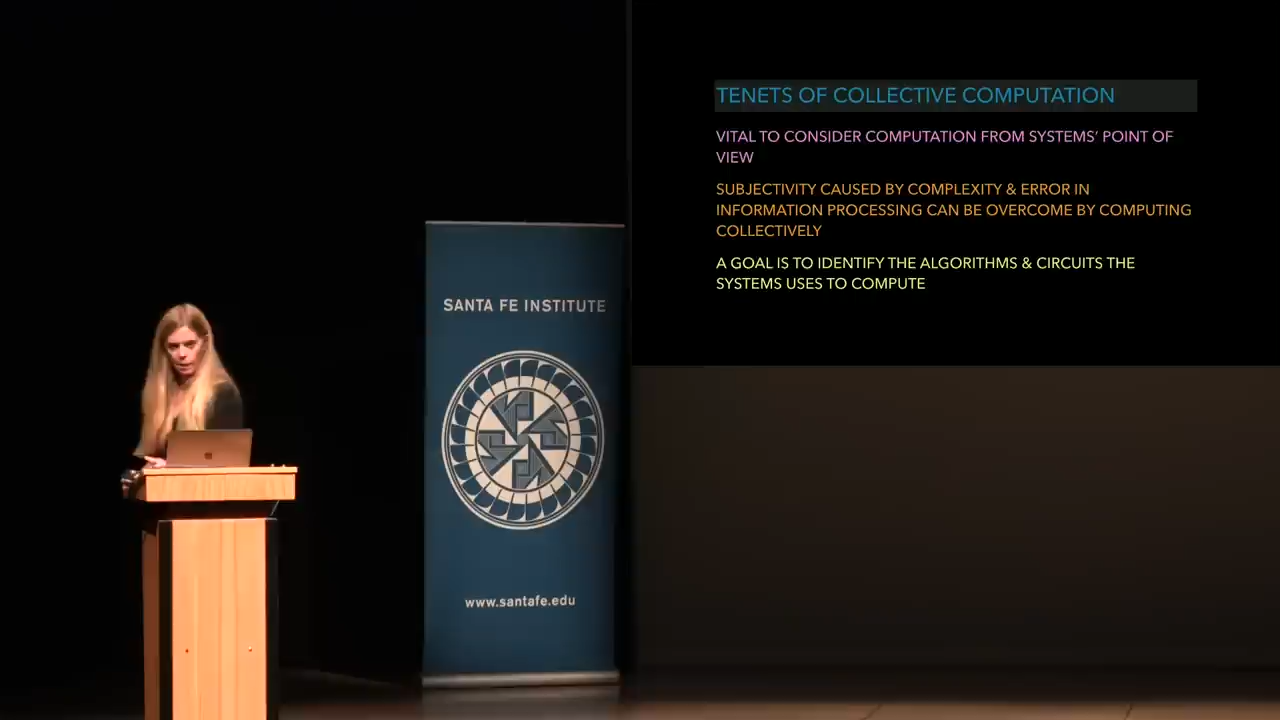 TENETS OF COLLECTIVE COMPUTATION
VITAL TO CONSIDER COMPUTATION FROM SYSTEMS' POINT OF
VIEW
SUBJECTIVITY CAUSED BY COMPLEXITY & ERROR IN
INFORMATION PROCESSING CAN BE OVERCOME BY COMPUTING
COLLECTIVELY
A GOAL IS TO IDENTIFY THE ALGORITHMS & CIRCUITS THE
SYSTEMS USES TO COMPUTE
SANTA FE INSTITUTE
www.santafe.edu